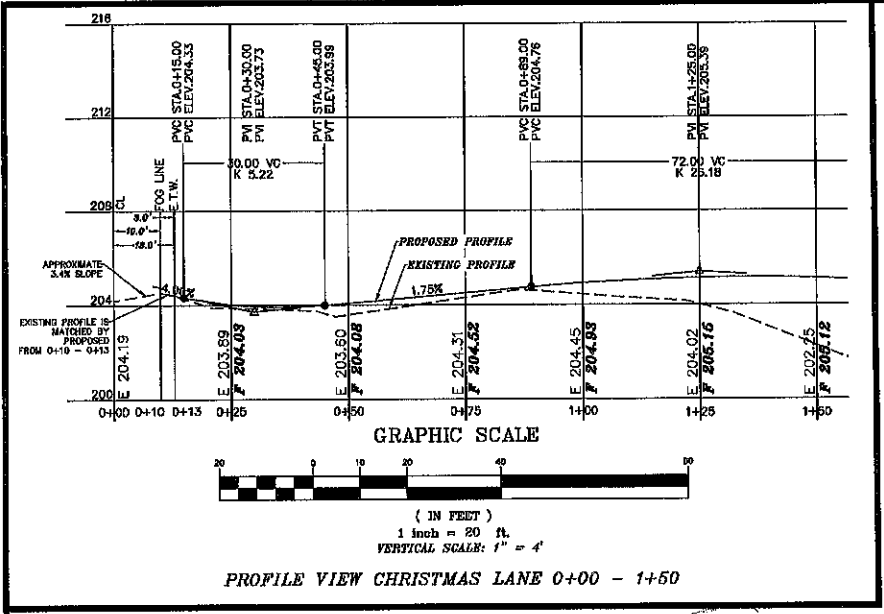 216
212
208
204
200
PVC STA.0+15.00
PVC ELEV.204.33
PVI STA.0+30.00
PVI ELEV.203.73
PVT STA.0+45.00
PVT ELEV.203.99
PVC STA.0+89.00
PVC ELEV.204.76
PVI STA.1+25.00
PVI ELEV.205.39
30.00 VC
K 5.22
72.00 VC
K 25.18
CL
FOG LINE
E.T.W.
3.0'
10.0'
13.0'
APPROXIMATE
3.4% SLOPE
EXISTING PROFILE IS
MATCHED BY
PROPOSED
FROM 0+10 - 0+13
PROPOSED PROFILE
EXISTING PROFILE
1.75%
E 204.19
E 203.89
F 204.03
E 203.60
F 204.08
E 204.31
F 204.52
E 204.45
F 204.93
E 204.02
F 205.15
E 202.25
F 205.12
0+00 0+10 0+13 0+25 0+50 0+75 1+00 1+25 1+50
GRAPHIC SCALE
20 0 10 20 40 80
( IN FEET )
1 inch = 20 ft.
VERTICAL SCALE: 1" = 4'
PROFILE VIEW CHRISTMAS LANE 0+00 - 1+50